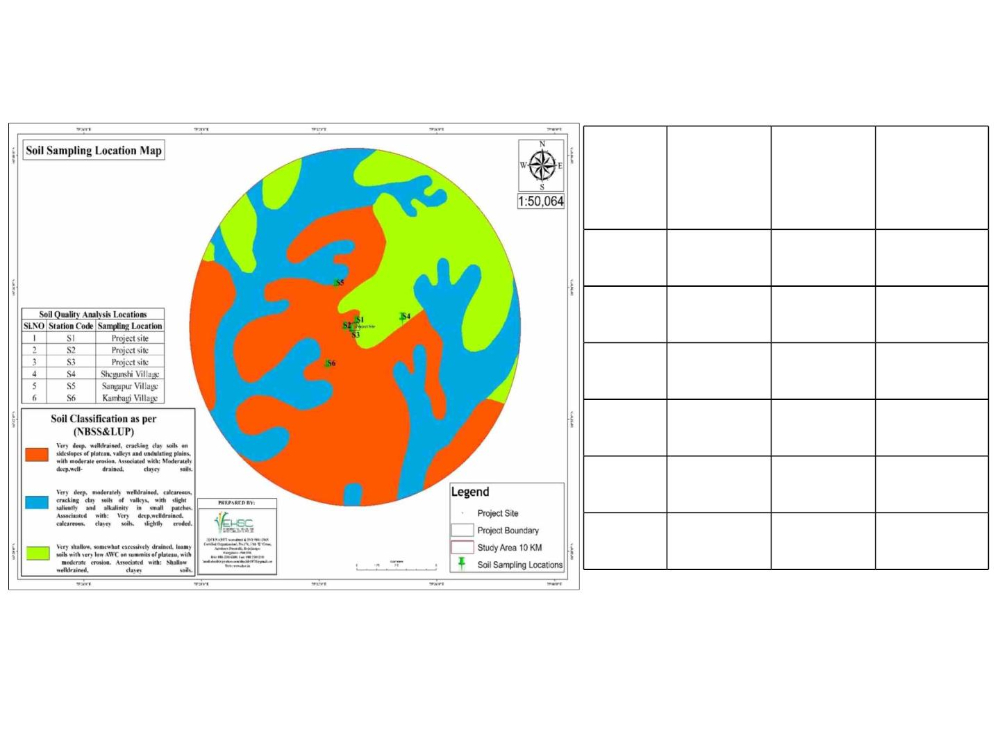 Soil Sampling Location Map
N
W E
S
1:50,064
S5
S1
S4
S2 Project Site
S3
S6
Soil Quality Analysis Locations
Si.NO Station Code Sampling Location
1 S1 Project site
2 S2 Project site
3 S3 Project site
4 S4 Shegunshi Village
5 S5 Sangapur Village
6 S6 Kambagi Village
Soil Classification as per
(NBSS&LUP)
Very deep, welldrained, cracking clay soils on
sideslopes of plateau, valleys and undulating plains,
with moderate erosion. Associated with: Moderately
deep,well- drained, clayey soils.
Very deep, moderately welldrained, calcareous,
cracking clay soils of valleys, with slight
saliently and alkalinity in small patches.
Associaated with: Very deep,welldrained,
calcareous. clayey soils. slightly eroded.
Very shallow, somewhat excessively drained, loamy
soils with very low AWC on summits of plateau, with
moderate erosion. Associated with: Shallow
welldrained, clayey soils.
PREPARED BY:
EHSC
Legend
Project Site
Project Boundary
Study Area 10 KM
Soil Sampling Locations